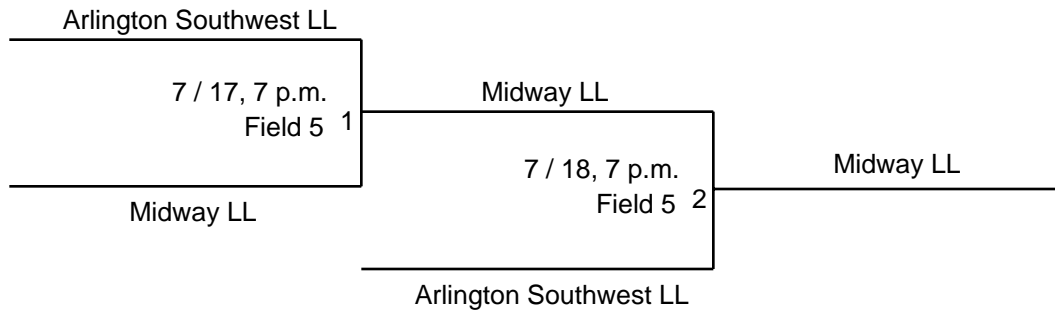 Arlington Southwest LL
7 / 17, 7 p.m.
Field 5 1
Midway LL
Midway LL
7 / 18, 7 p.m.
Field 5 2
Arlington Southwest LL
Midway LL